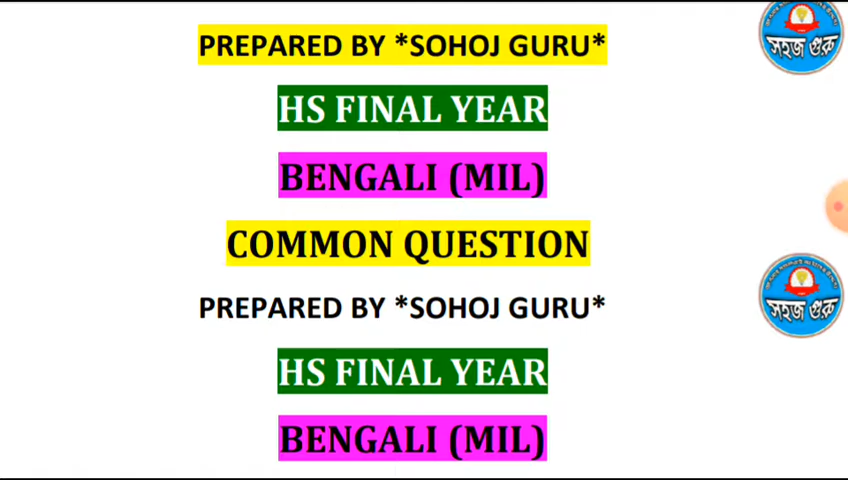 PREPARED BY *SOHOJ GURU*
সহজ গুরু
HS FINAL YEAR
BENGALI (MIL)
COMMON QUESTION
PREPARED BY *SOHOJ GURU*
সহজ গুরু
HS FINAL YEAR
BENGALI (MIL)